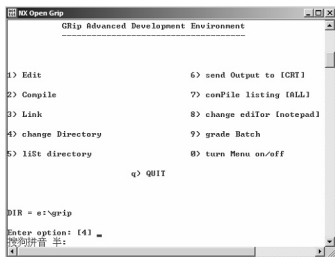 NX Open Grip
GRip Advanced Development Environment
1) Edit 6) send Output to [CRT]
2) Compile 7) comPile listing [ALL]
3) Link 8) change ediTor [notepad]
4) change Directory 9) grade Batch
5) liSt directory 0) turn Menu on/off
q) QUIT
DIR = e:\grip
Enter option: [4] _
搜狗拼音 半: